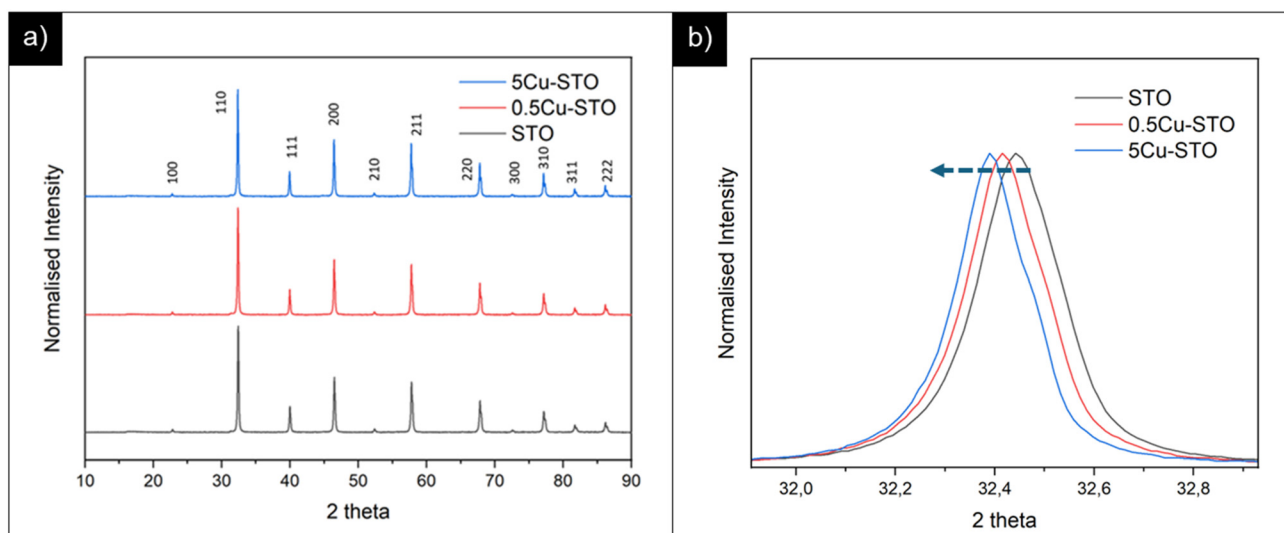 a)
5Cu-STO
0.5Cu-STO
STO
100
110
111
200
210
211
220
300
310
311
222
Normalised Intensity
10 20 30 40 50 60 70 80 90
2 theta
b)
STO
0.5Cu-STO
5Cu-STO
Normalised Intensity
32,0 32,2 32,4 32,6 32,8
2 theta